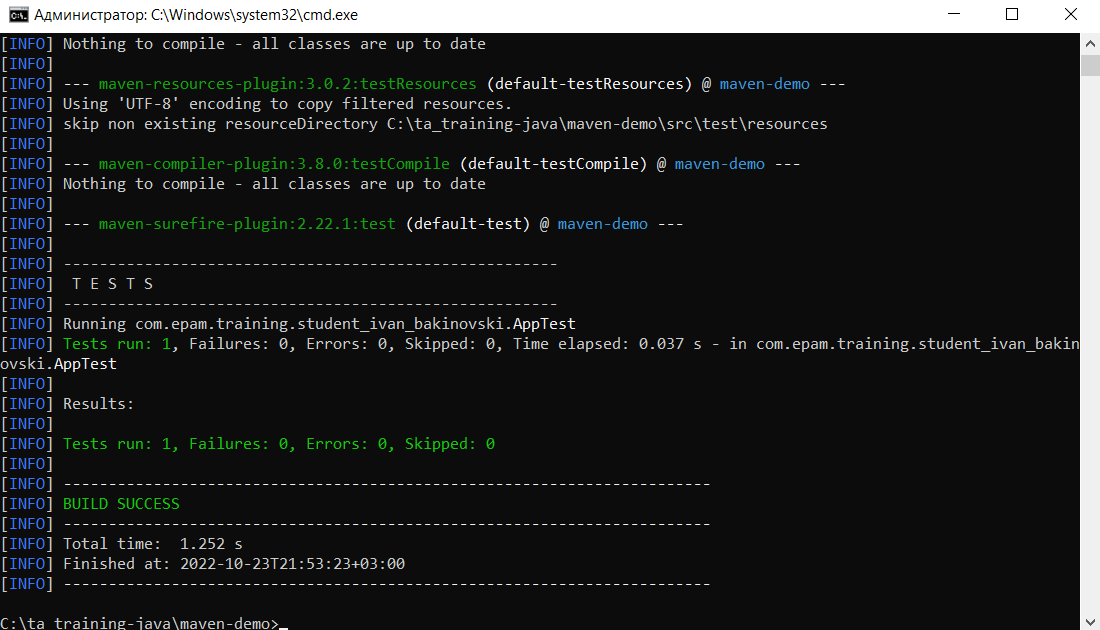 Администратор: C:\Windows\system32\cmd.exe
[INFO] Nothing to compile - all classes are up to date
[INFO]
[INFO] --- maven-resources-plugin:3.0.2:testResources (default-testResources) @ maven-demo ---
[INFO] Using 'UTF-8' encoding to copy filtered resources.
[INFO] skip non existing resourceDirectory C:\ta_training-java\maven-demo\src\test\resources
[INFO]
[INFO] --- maven-compiler-plugin:3.8.0:testCompile (default-testCompile) @ maven-demo ---
[INFO] Nothing to compile - all classes are up to date
[INFO]
[INFO] --- maven-surefire-plugin:2.22.1:test (default-test) @ maven-demo ---
[INFO]
[INFO] -------------------------------------------------------
[INFO]  T E S T S
[INFO] -------------------------------------------------------
[INFO] Running com.epam.training.student_ivan_bakinovski.AppTest
[INFO] Tests run: 1, Failures: 0, Errors: 0, Skipped: 0, Time elapsed: 0.037 s - in com.epam.training.student_ivan_bakin
ovski.AppTest
[INFO]
[INFO] Results:
[INFO]
[INFO] Tests run: 1, Failures: 0, Errors: 0, Skipped: 0
[INFO]
[INFO] ------------------------------------------------------------------------
[INFO] BUILD SUCCESS
[INFO] ------------------------------------------------------------------------
[INFO] Total time:  1.252 s
[INFO] Finished at: 2022-10-23T21:53:23+03:00
[INFO] ------------------------------------------------------------------------
C:\ta_training-java\maven-demo>_